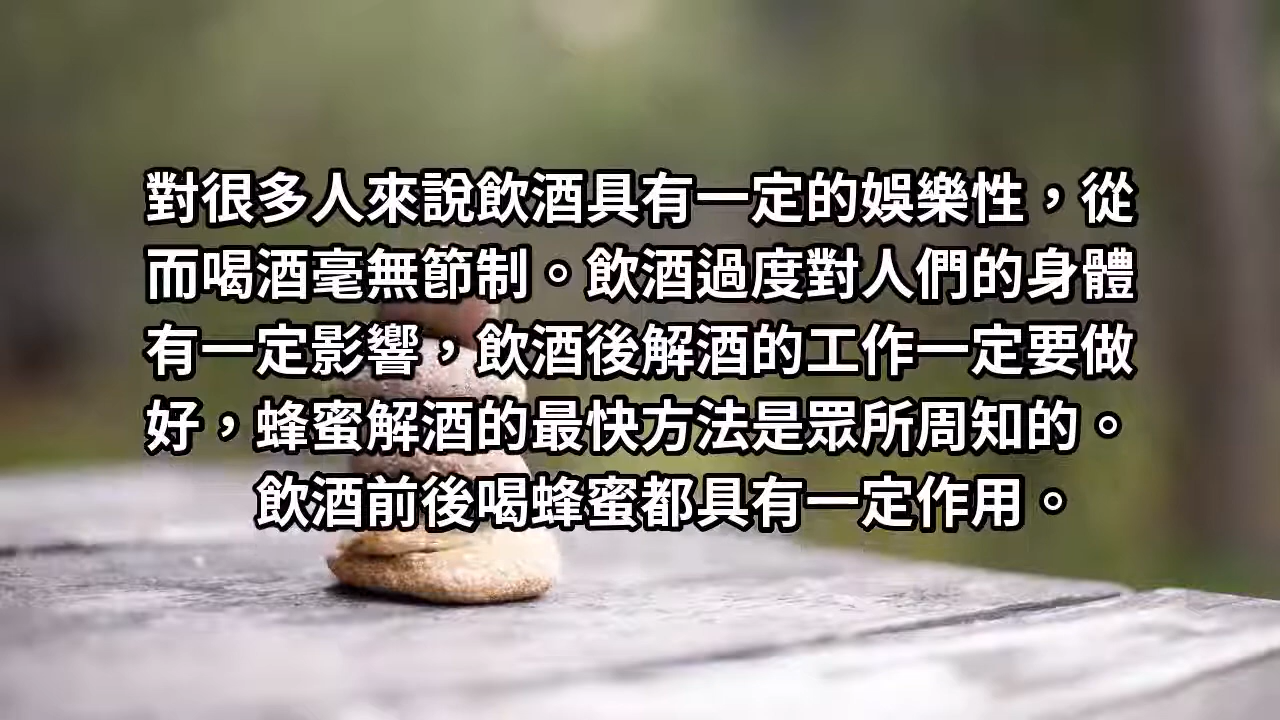 對很多人來說飲酒具有一定的娛樂性，從
而喝酒毫無節制。飲酒過度對人們的身體
有一定影響，飲酒後解酒的工作一定要做
好，蜂蜜解酒的最快方法是眾所周知的。
飲酒前後喝蜂蜜都具有一定作用。